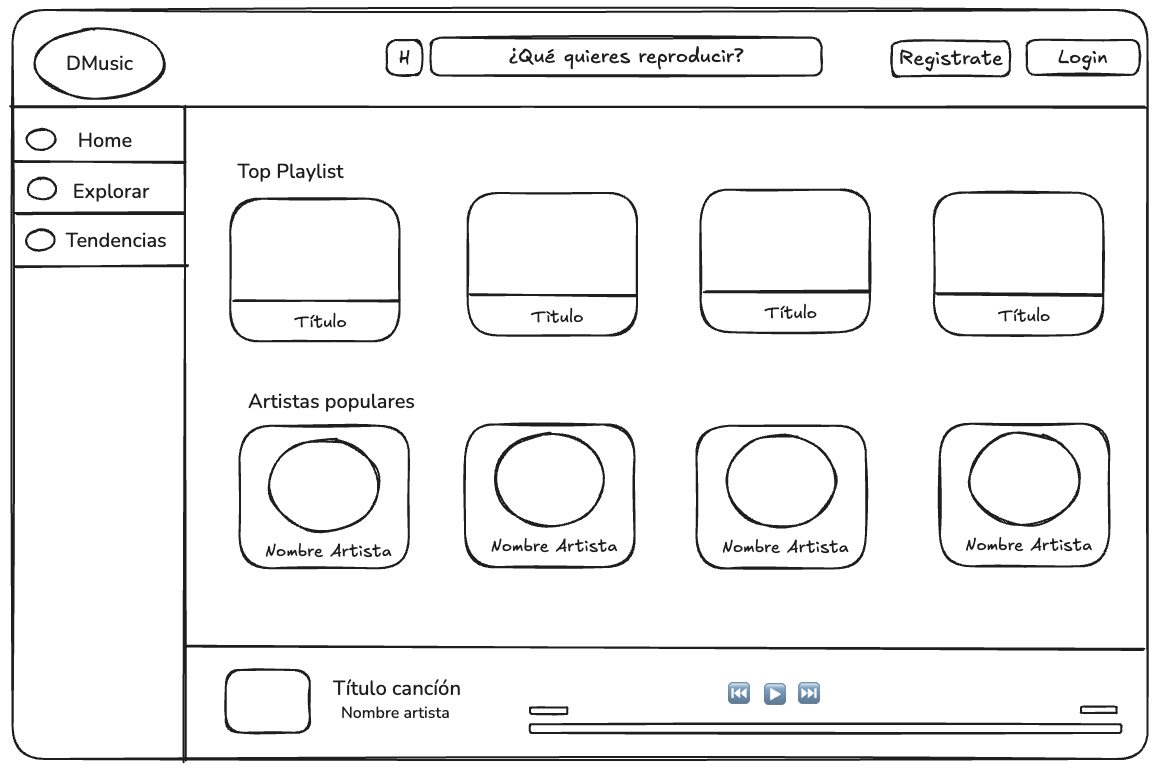 DMusic
H
¿Qué quieres reproducir?
Registrate
Login
Home
Explorar
Tendencias
Top Playlist
Título
Título
Título
Título
Artistas populares
Nombre Artista
Nombre Artista
Nombre Artista
Nombre Artista
Título cancíón
Nombre artista